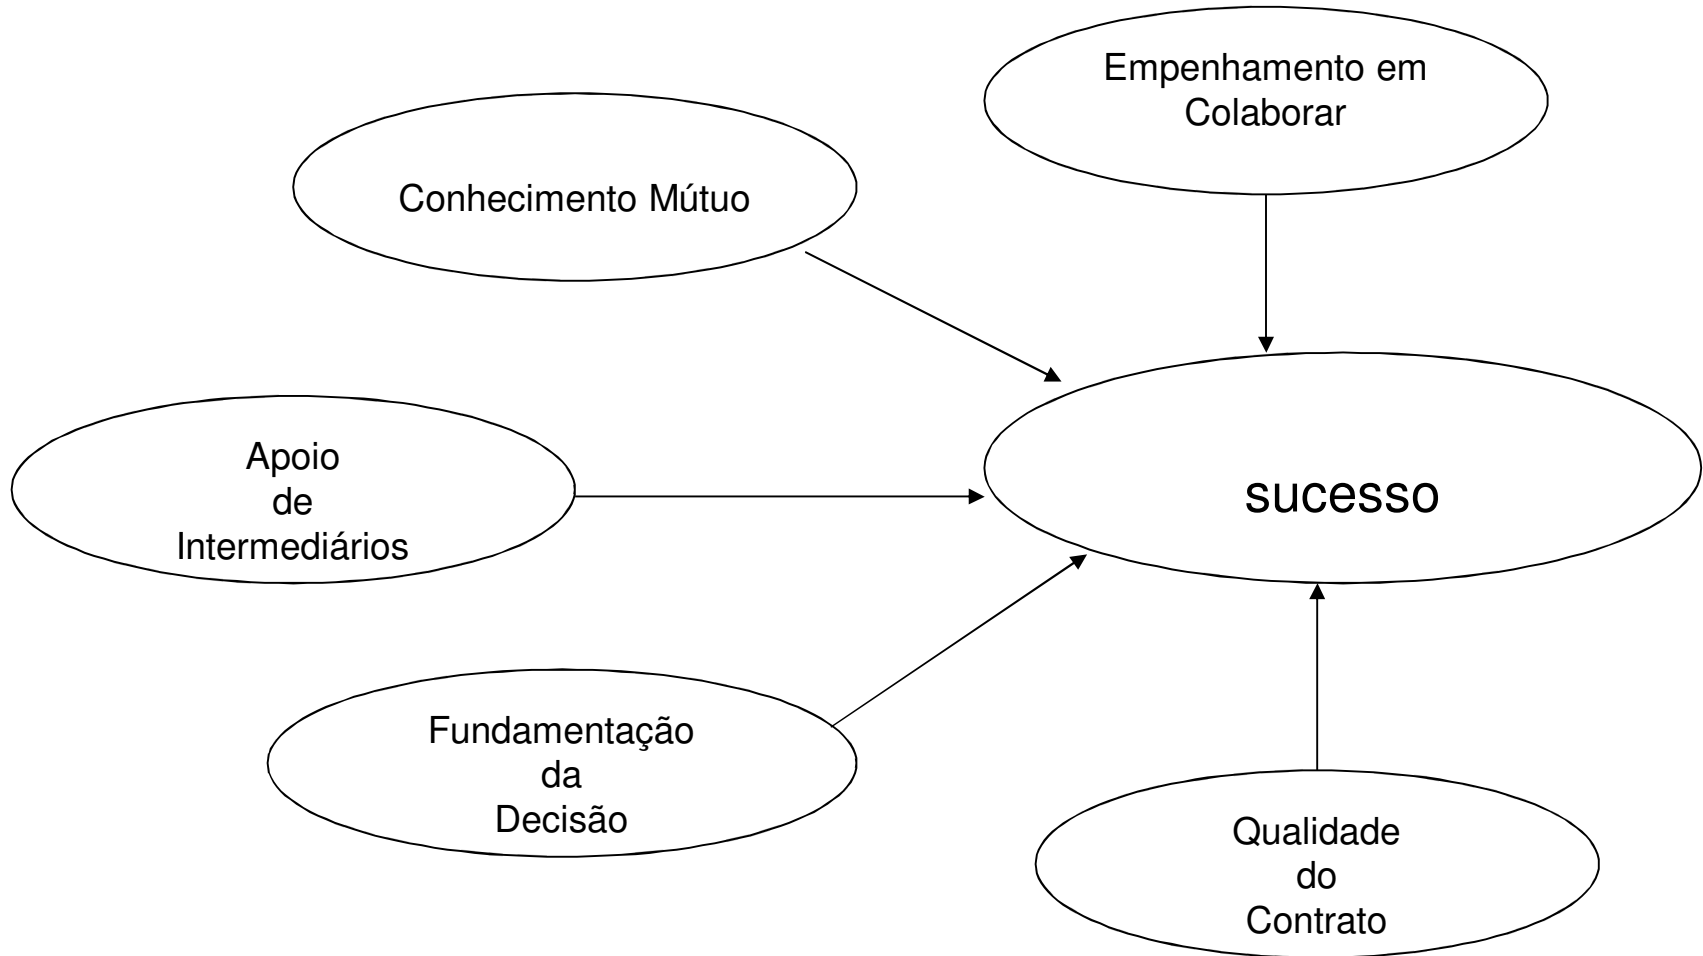 Empenhamento em
Colaborar
Conhecimento Mútuo
Apoio
de
Intermediários
sucesso
Fundamentação
da
Decisão
Qualidade
do
Contrato